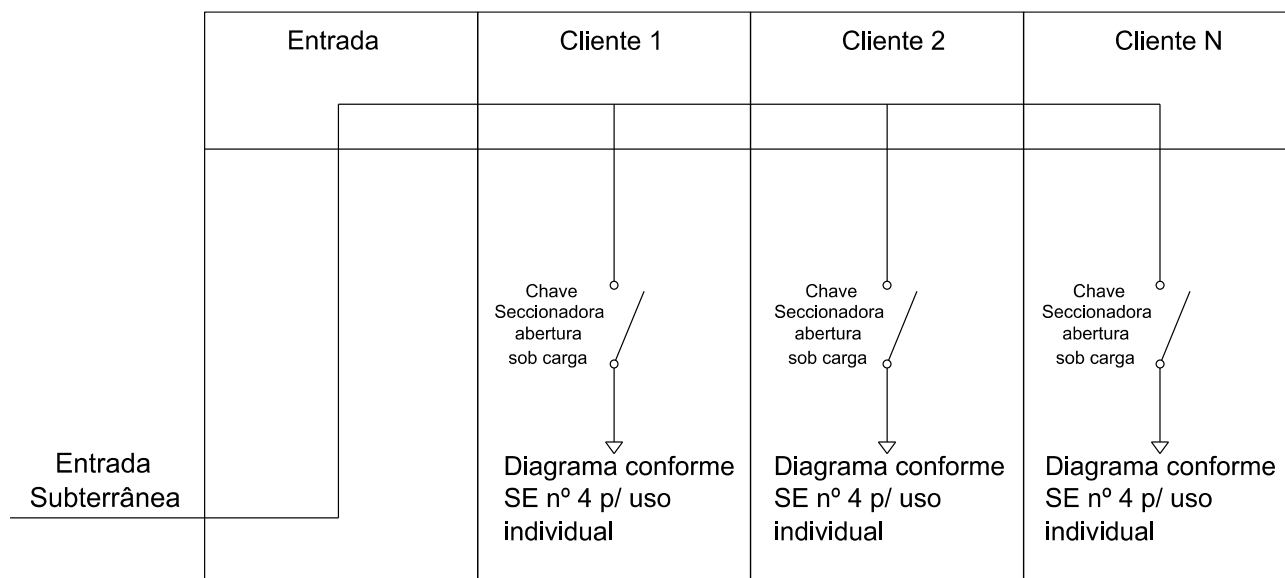 Entrada
Cliente 1
Cliente 2
Cliente N
Chave
Seccionadora
abertura
sob carga
Chave
Seccionadora
abertura
sob carga
Chave
Seccionadora
abertura
sob carga
Entrada
Subterrânea
Diagrama conforme
SE nº 4 p/ uso
individual
Diagrama conforme
SE nº 4 p/ uso
individual
Diagrama conforme
SE nº 4 p/ uso
individual